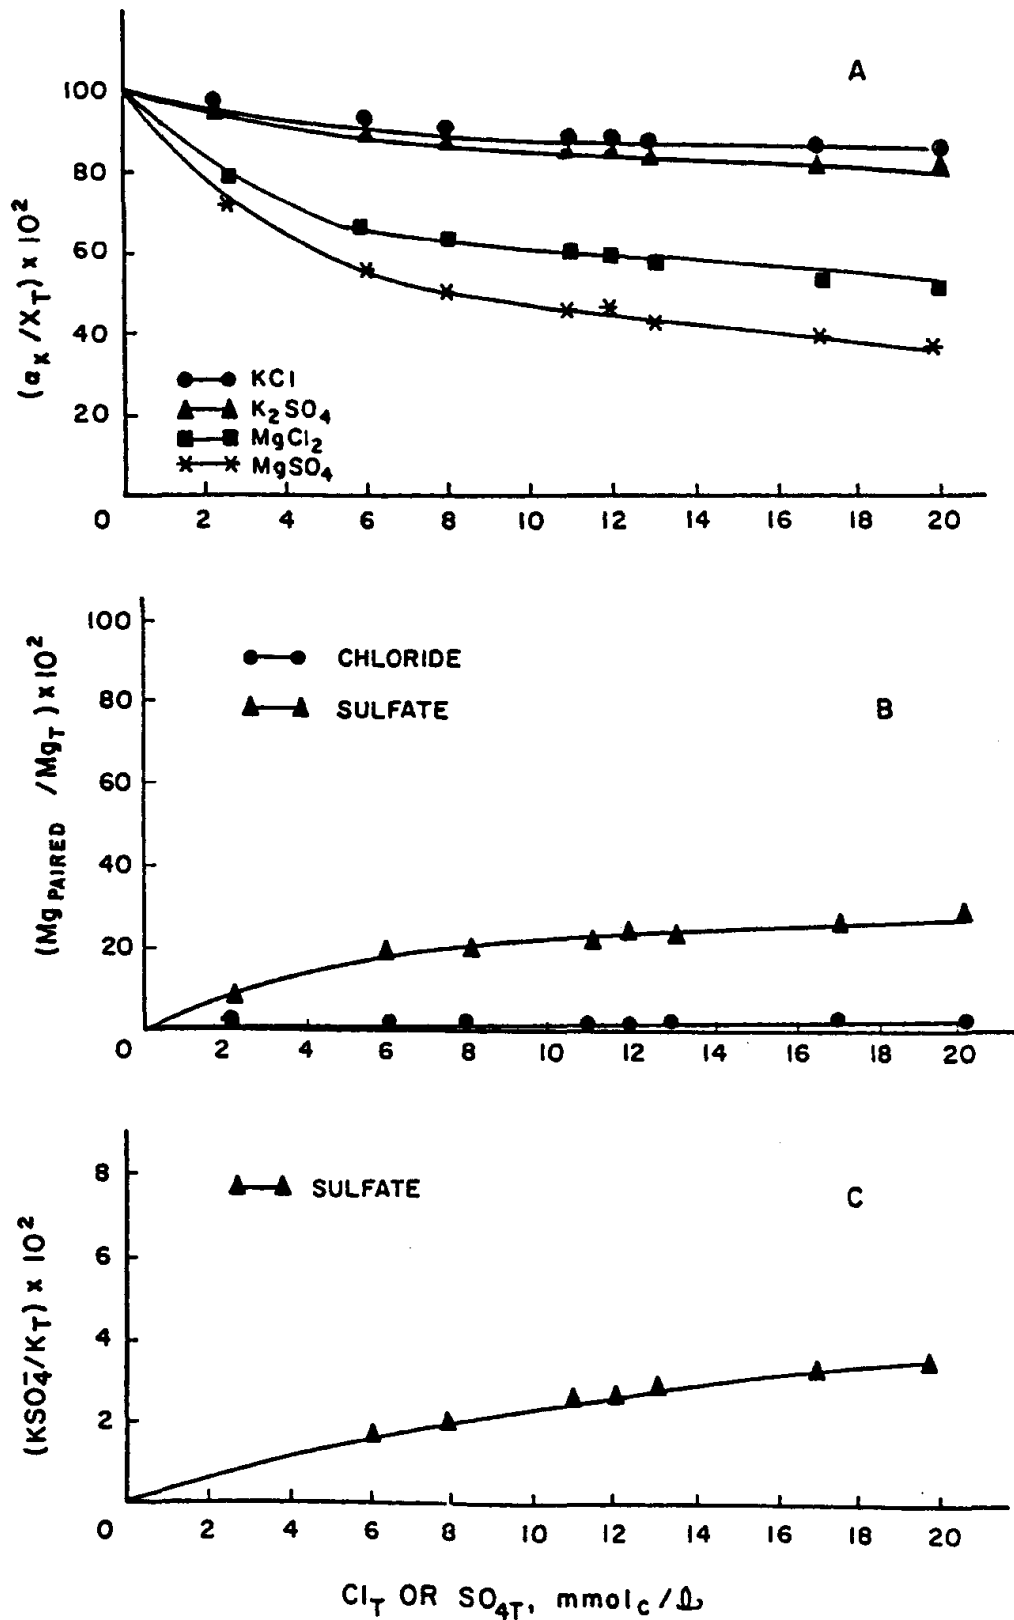 A
(aₓ/X_T) x 10²
100
80
60
40
20
KCl
K₂SO₄
MgCl₂
MgSO₄
0 2 4 6 8 10 12 14 16 18 20
B
(Mg PAIRED /Mg_T) x 10²
100
80
60
40
20
CHLORIDE
SULFATE
0 2 4 6 8 10 12 14 16 18 20
C
(KSO₄⁻/K_T) x 10²
8
6
4
2
SULFATE
0 2 4 6 8 10 12 14 16 18 20
Cl_T OR SO₄T, mmol_c/l